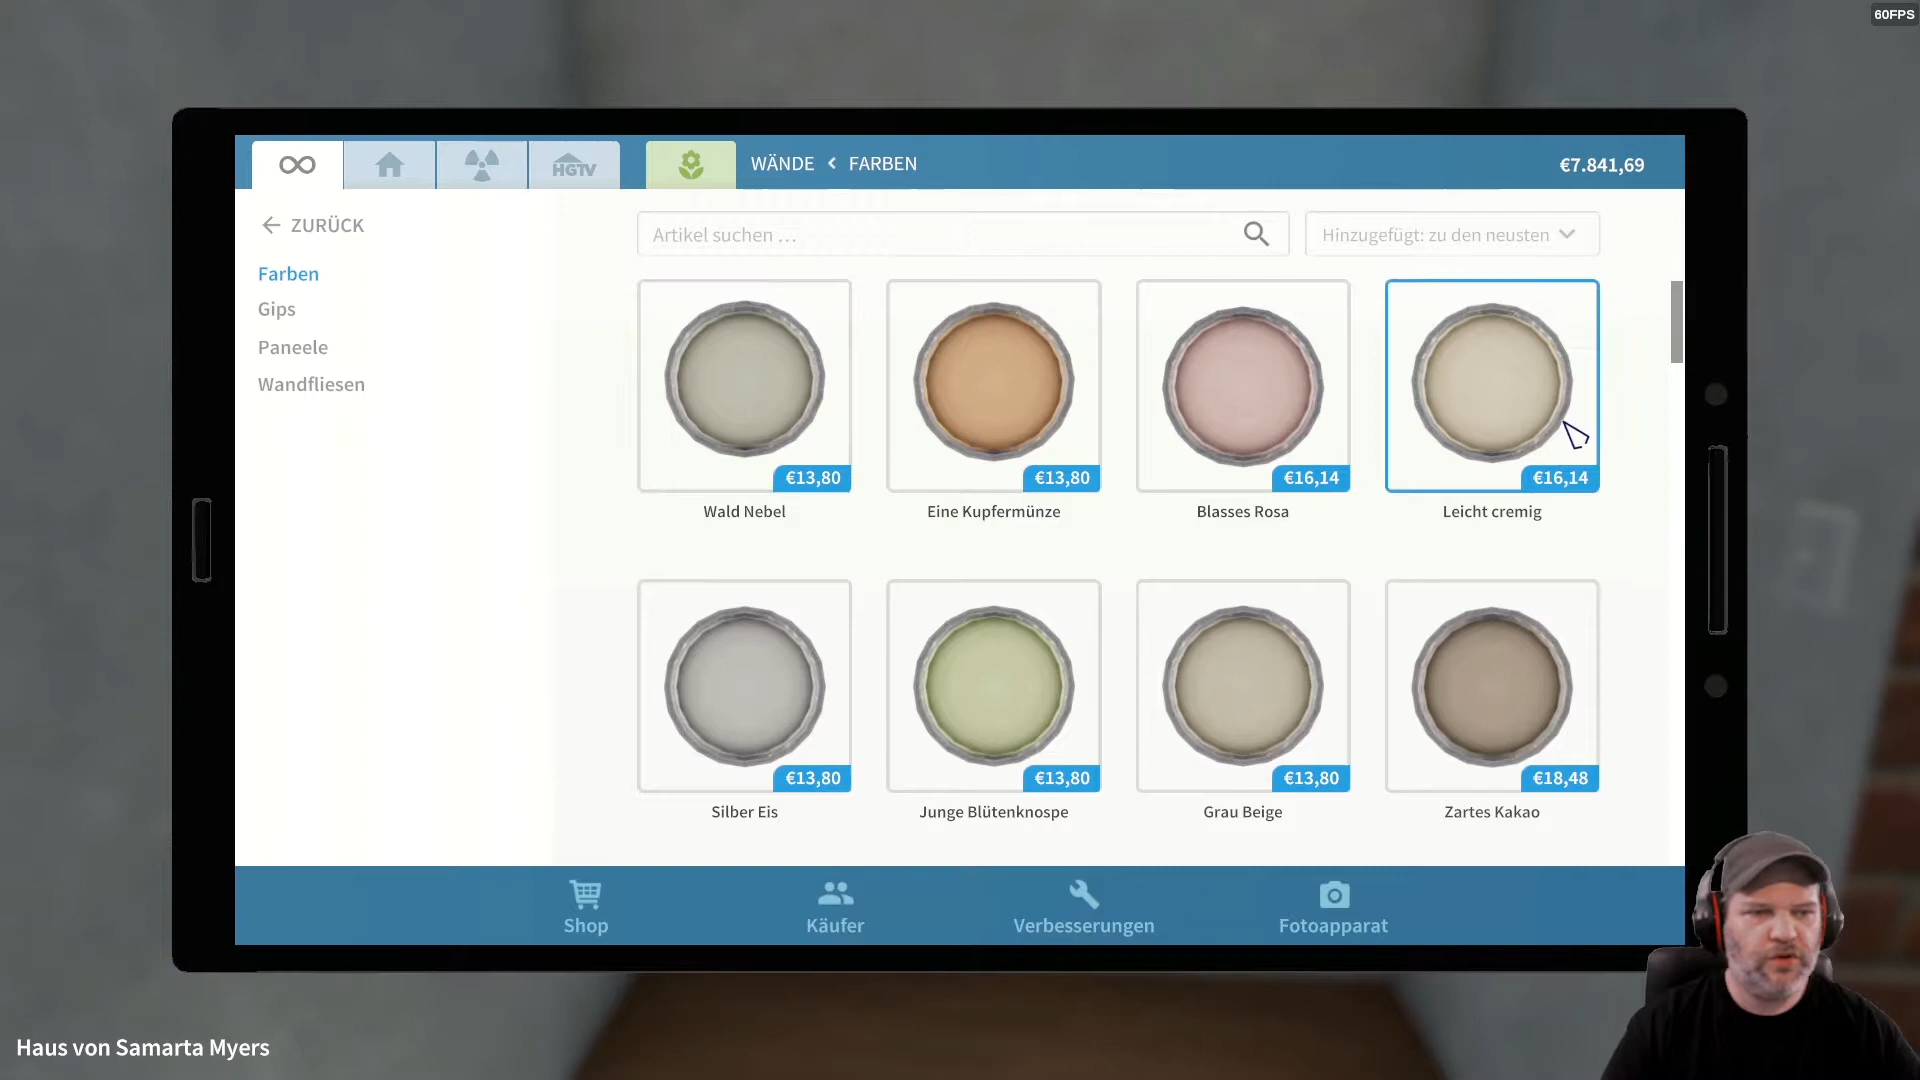 60FPS
HGTV
WÄNDE < FARBEN
€7.841,69
← ZURÜCK
Artikel suchen ...
Hinzugefügt: zu den neusten
Farben
Gips
Paneele
Wandfliesen
€13,80
€13,80
€16,14
€16,14
Wald Nebel
Eine Kupfermünze
Blasses Rosa
Leicht cremig
€13,80
€13,80
€13,80
€18,48
Silber Eis
Junge Blütenknospe
Grau Beige
Zartes Kakao
Shop
Käufer
Verbesserungen
Fotoapparat
Haus von Samarta Myers